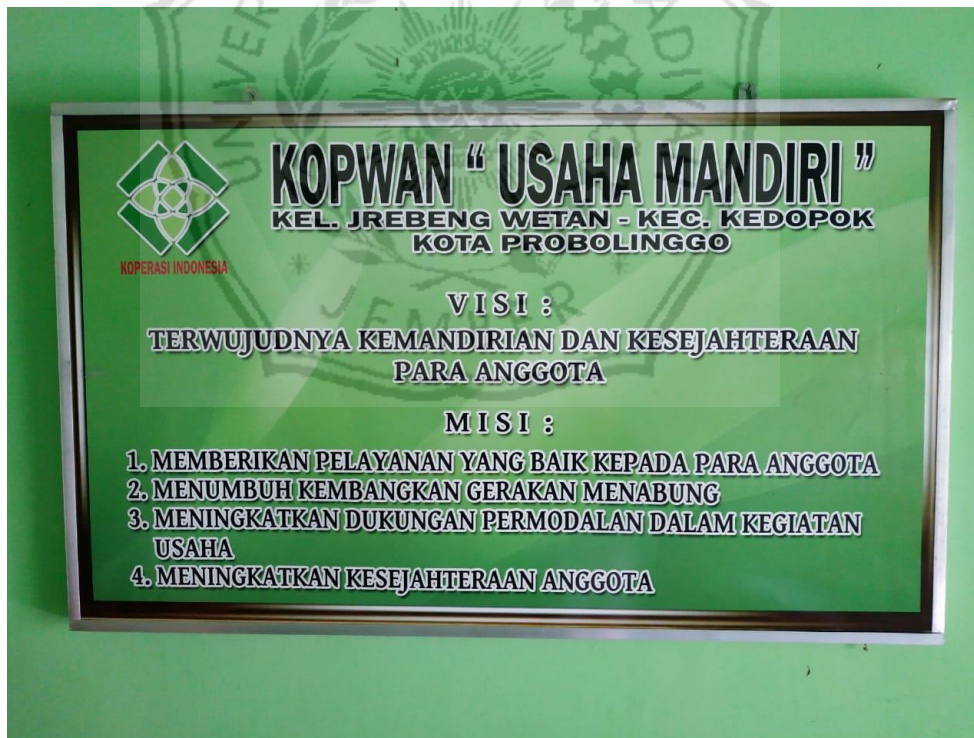 KOPWAN “ USAHA MANDIRI ”
KEL. JREBENG WETAN - KEC. KEDOPOK
KOTA PROBOLINGGO
KOPERASI INDONESIA
V I S I :
TERWUJUDNYA KEMANDIRIAN DAN KESEJAHTERAAN
PARA ANGGOTA
M I S I :
1. MEMBERIKAN PELAYANAN YANG BAIK KEPADA PARA ANGGOTA
2. MENUMBUH KEMBANGKAN GERAKAN MENABUNG
3. MENINGKATKAN DUKUNGAN PERMODALAN DALAM KEGIATAN
USAHA
4. MENINGKATKAN KESEJAHTERAAN ANGGOTA